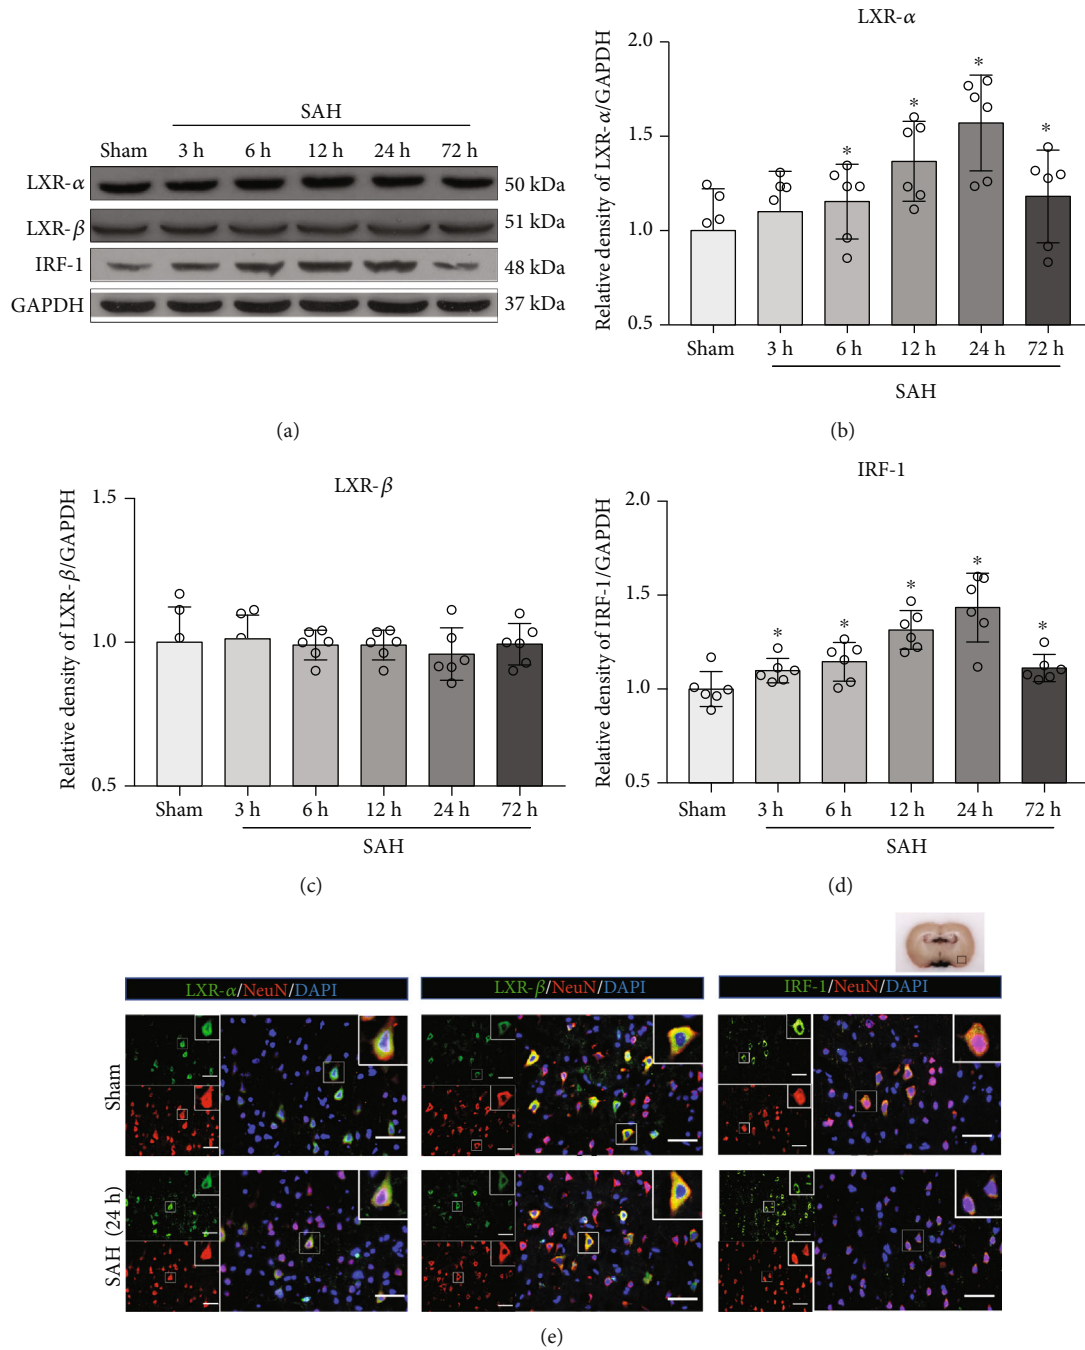 SAH
Sham 3 h 6 h 12 h 24 h 72 h
LXR-α 50 kDa
LXR-β 51 kDa
IRF-1 48 kDa
GAPDH 37 kDa
(a)
LXR-α
Relative density of LXR-α/GAPDH
2.0
1.5
1.0
0.5
* * * *
Sham 3 h 6 h 12 h 24 h 72 h
SAH
(b)
LXR-β
Relative density of LXR-β/GAPDH
1.5
1.0
0.5
Sham 3 h 6 h 12 h 24 h 72 h
SAH
(c)
IRF-1
Relative density of IRF-1/GAPDH
2.0
1.5
1.0
0.5
* * * * *
Sham 3 h 6 h 12 h 24 h 72 h
SAH
(d)
LXR-α/NeuN/DAPI LXR-β/NeuN/DAPI IRF-1/NeuN/DAPI
Sham
SAH (24 h)
(e)